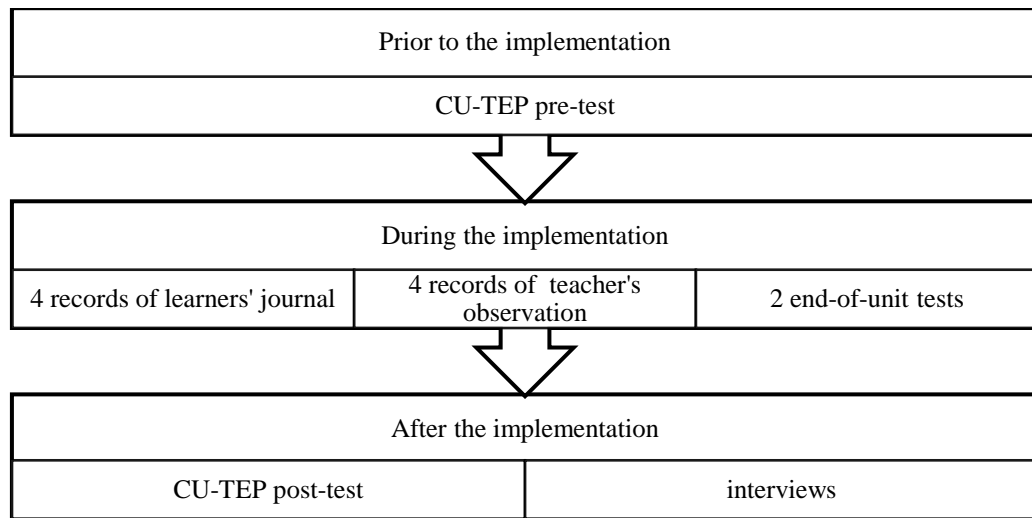 Prior to the implementation
CU-TEP pre-test
During the implementation
4 records of learners' journal
4 records of teacher's
observation
2 end-of-unit tests
After the implementation
CU-TEP post-test
interviews